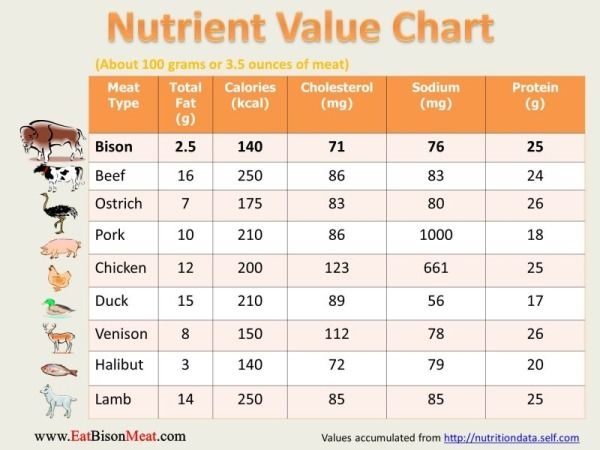 Nutrient Value Chart
(About 100 grams or 3.5 ounces of meat)
Meat Type Total Fat (g) Calories (kcal) Cholesterol (mg) Sodium (mg) Protein (g)
Bison 2.5 140 71 76 25
Beef 16 250 86 83 24
Ostrich 7 175 83 80 26
Pork 10 210 86 1000 18
Chicken 12 200 123 661 25
Duck 15 210 89 56 17
Venison 8 150 112 78 26
Halibut 3 140 72 79 20
Lamb 14 250 85 85 25
www.EatBisonMeat.com
Values accumulated from http://nutritiondata.self.com